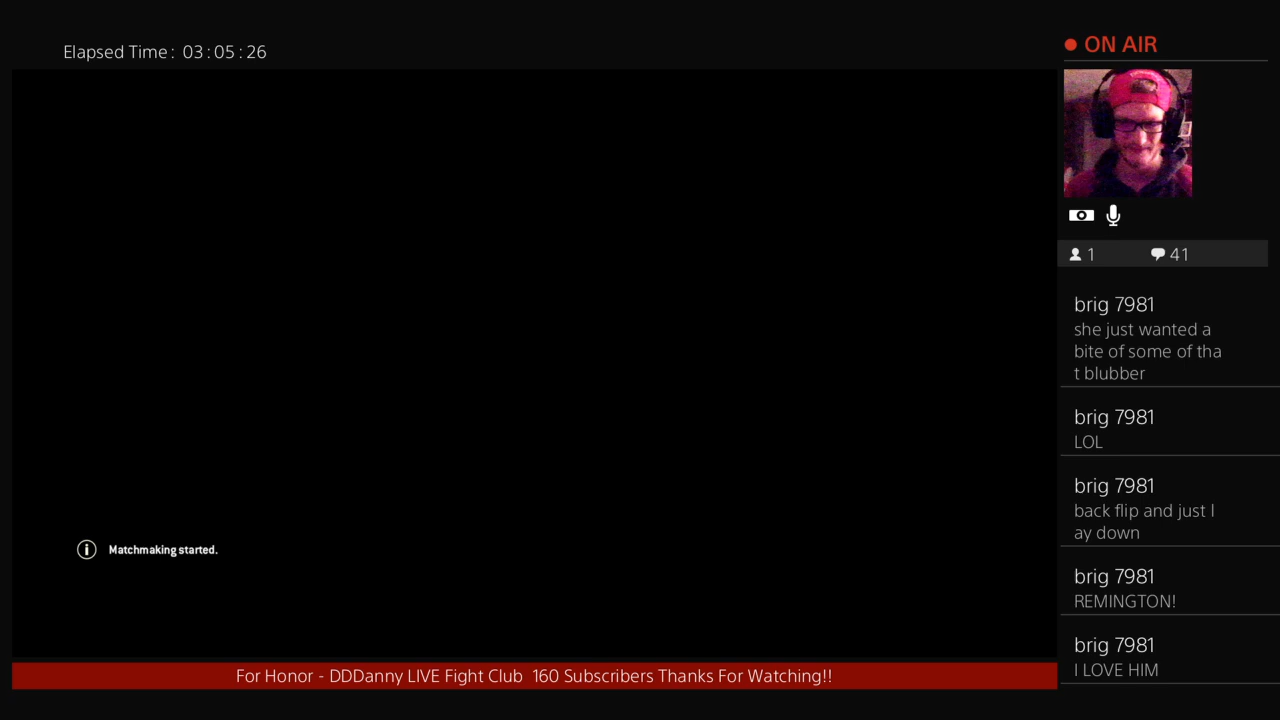 Elapsed Time: 03:05:26
ON AIR
1 41
brig 7981
she just wanted a
bite of some of tha
t blubber
brig 7981
LOL
brig 7981
back flip and just l
ay down
brig 7981
REMINGTON!
brig 7981
I LOVE HIM
Matchmaking started.
For Honor - DDDanny LIVE Fight Club 160 Subscribers Thanks For Watching!!